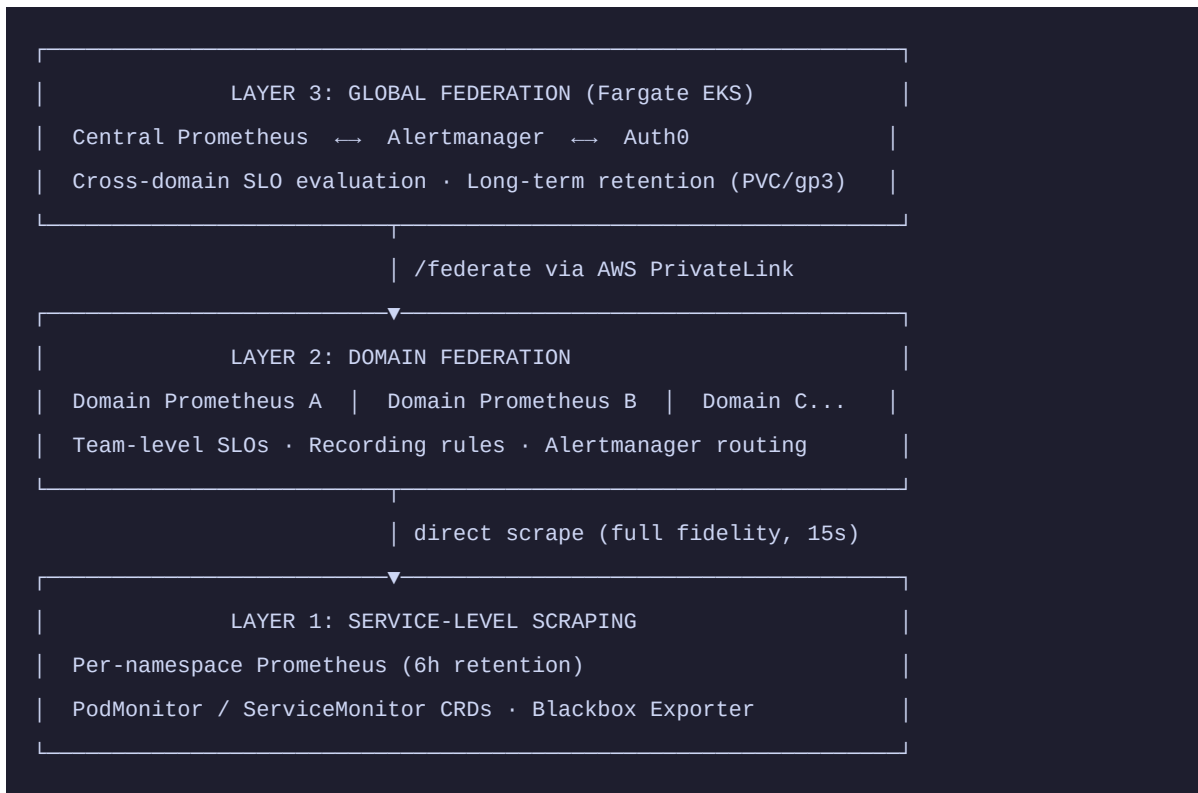 LAYER 3: GLOBAL FEDERATION (Fargate EKS)
Central Prometheus ←→ Alertmanager ←→ Auth0
Cross-domain SLO evaluation · Long-term retention (PVC/gp3)
/federate via AWS PrivateLink
LAYER 2: DOMAIN FEDERATION
Domain Prometheus A │ Domain Prometheus B │ Domain C...
Team-level SLOs · Recording rules · Alertmanager routing
direct scrape (full fidelity, 15s)
LAYER 1: SERVICE-LEVEL SCRAPING
Per-namespace Prometheus (6h retention)
PodMonitor / ServiceMonitor CRDs · Blackbox Exporter